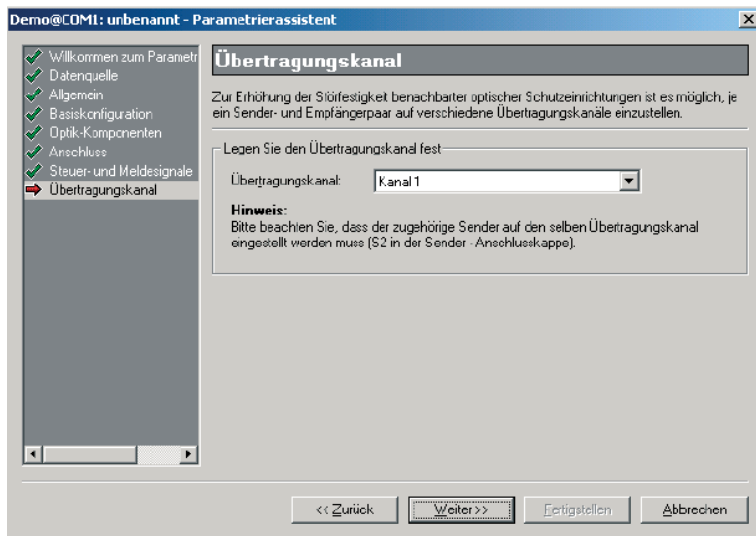 Demo@COM1: unbenannt - Parametrierassistent
Willkommen zum Parametr
Datenquelle
Allgemein
Basiskonfiguration
Optik-Komponenten
Anschluss
Steuer- und Meldesignale
Übertragungskanal
Übertragungskanal
Zur Erhöhung der Störfestigkeit benachbarter optischer Schutzeinrichtungen ist es möglich, je
ein Sender- und Empfängerpaar auf verschiedene Übertragungskanäle einzustellen.
Legen Sie den Übertragungskanal fest
Übertragungskanal: Kanal 1
Hinweis:
Bitte beachten Sie, dass der zugehörige Sender auf den selben Übertragungskanal
eingestellt werden muss (S2 in der Sender - Anschlusskappe).
<< Zurück Weiter >> Fertigstellen Abbrechen